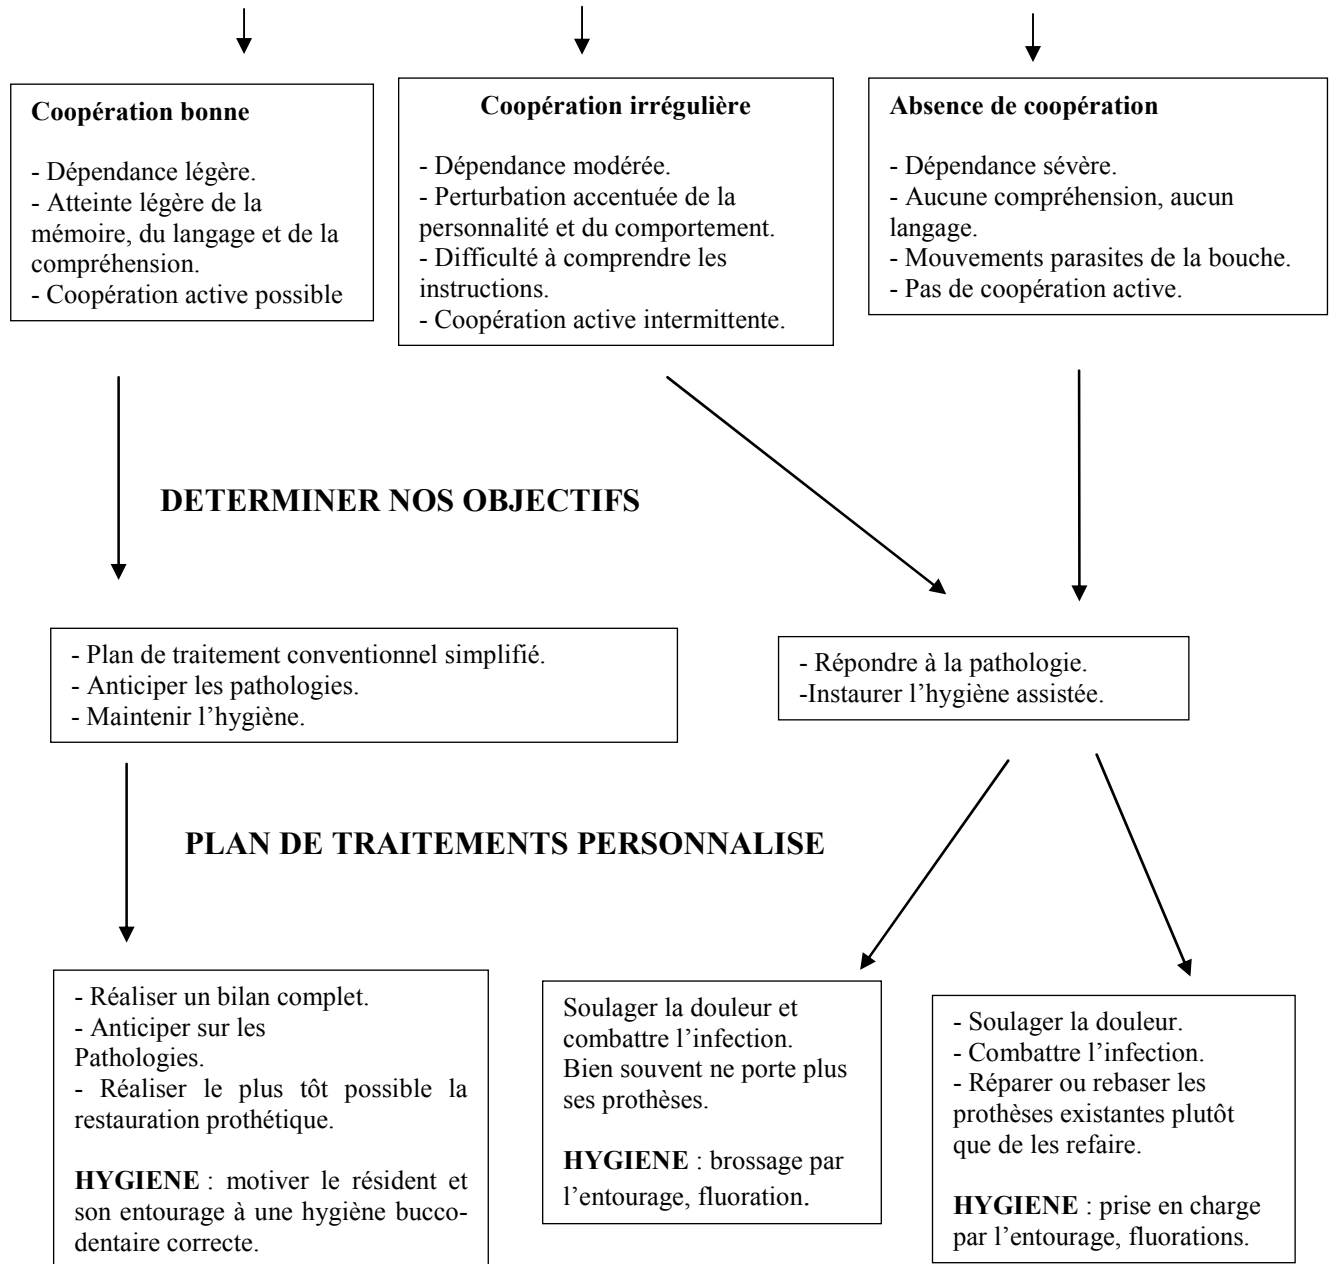 Coopération bonne
- Dépendance légère.
- Atteinte légère de la
mémoire, du langage et de la
compréhension.
- Coopération active possible
Coopération irrégulière
- Dépendance modérée.
- Perturbation accentuée de la
personnalité et du comportement.
- Difficulté à comprendre les
instructions.
- Coopération active intermittente.
Absence de coopération
- Dépendance sévère.
- Aucune compréhension, aucun
langage.
- Mouvements parasites de la bouche.
- Pas de coopération active.
DETERMINER NOS OBJECTIFS
- Plan de traitement conventionnel simplifié.
- Anticiper les pathologies.
- Maintenir l’hygiène.
- Répondre à la pathologie.
-Instaurer l’hygiène assistée.
PLAN DE TRAITEMENTS PERSONNALISE
- Réaliser un bilan complet.
- Anticiper sur les
Pathologies.
- Réaliser le plus tôt possible la
restauration prothétique.
HYGIENE : motiver le résident et
son entourage à une hygiène bucco-
dentaire correcte.
Soulager la douleur et
combattre l’infection.
Bien souvent ne porte plus
ses prothèses.
HYGIENE : brossage par
l’entourage, fluoration.
- Soulager la douleur.
- Combattre l’infection.
- Réparer ou rebaser les
prothèses existantes plutôt
que de les refaire.
HYGIENE : prise en charge
par l’entourage, fluorations.